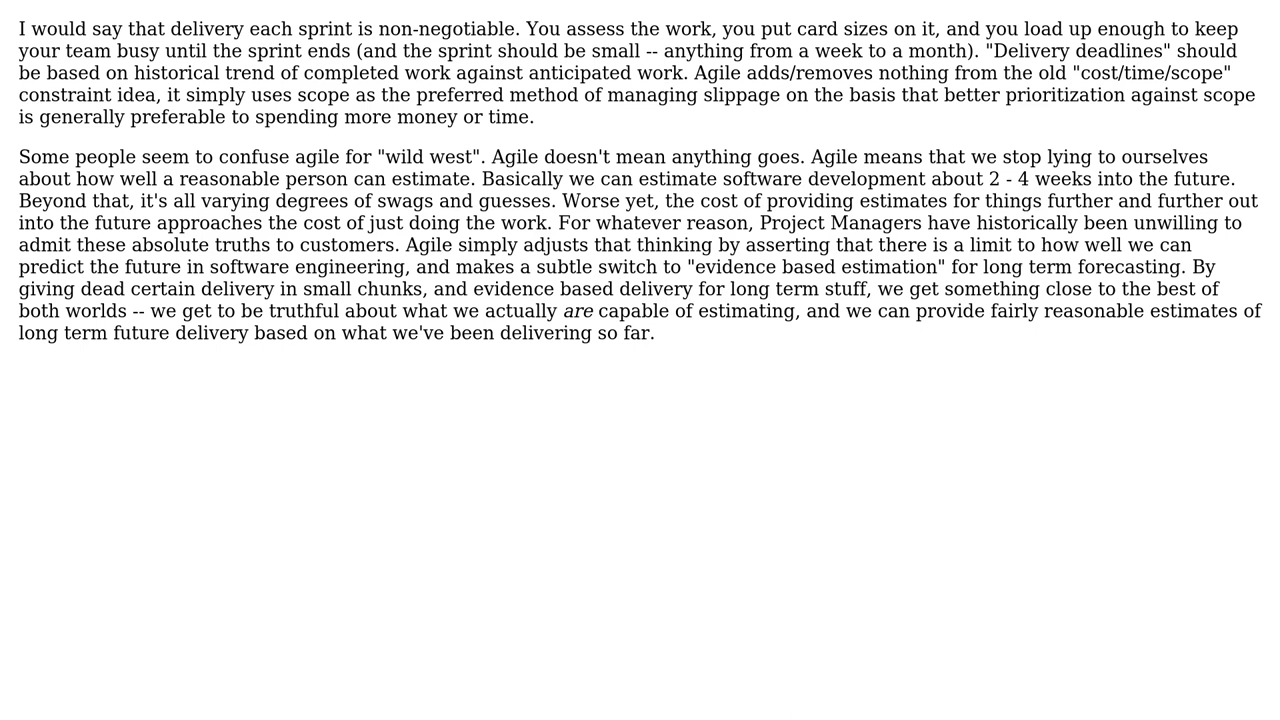 I would say that delivery each sprint is non-negotiable. You assess the work, you put card sizes on it, and you load up enough to keep
your team busy until the sprint ends (and the sprint should be small -- anything from a week to a month). "Delivery deadlines" should
be based on historical trend of completed work against anticipated work. Agile adds/removes nothing from the old "cost/time/scope"
constraint idea, it simply uses scope as the preferred method of managing slippage on the basis that better prioritization against scope
is generally preferable to spending more money or time.
Some people seem to confuse agile for "wild west". Agile doesn't mean anything goes. Agile means that we stop lying to ourselves
about how well a reasonable person can estimate. Basically we can estimate software development about 2 - 4 weeks into the future.
Beyond that, it's all varying degrees of swags and guesses. Worse yet, the cost of providing estimates for things further and further out
into the future approaches the cost of just doing the work. For whatever reason, Project Managers have historically been unwilling to
admit these absolute truths to customers. Agile simply adjusts that thinking by asserting that there is a limit to how well we can
predict the future in software engineering, and makes a subtle switch to "evidence based estimation" for long term forecasting. By
giving dead certain delivery in small chunks, and evidence based delivery for long term stuff, we get something close to the best of
both worlds -- we get to be truthful about what we actually are capable of estimating, and we can provide fairly reasonable estimates of
long term future delivery based on what we've been delivering so far.